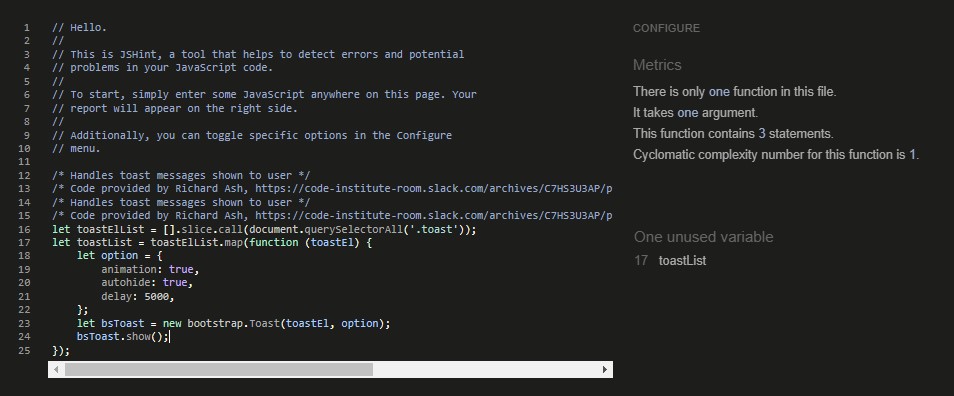 1 // Hello.
2 //
3 // This is JSHint, a tool that helps to detect errors and potential
4 // problems in your JavaScript code.
5 //
6 // To start, simply enter some JavaScript anywhere on this page. Your
7 // report will appear on the right side.
8 //
9 // Additionally, you can toggle specific options in the Configure
10 // menu.
11
12 /* Handles toast messages shown to user */
13 /* Code provided by Richard Ash, https://code-institute-room.slack.com/archives/C7HS3U3AP/p
14 /* Handles toast messages shown to user */
15 /* Code provided by Richard Ash, https://code-institute-room.slack.com/archives/C7HS3U3AP/p
16 let toastElList = [].slice.call(document.querySelectorAll('.toast'));
17 let toastList = toastElList.map(function (toastEl) {
18     let option = {
19         animation: true,
20         autohide: true,
21         delay: 5000,
22     };
23     let bsToast = new bootstrap.Toast(toastEl, option);
24     bsToast.show();
25 });
CONFIGURE
Metrics
There is only one function in this file.
It takes one argument.
This function contains 3 statements.
Cyclomatic complexity number for this function is 1.
One unused variable
17 toastList